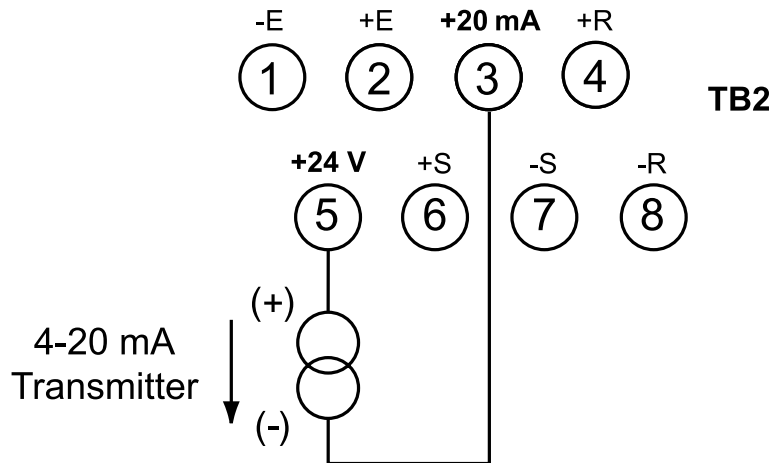 -E +E +20 mA +R
1 2 3 4
TB2
+24 V +S -S -R
5 6 7 8
(+)
4-20 mA
Transmitter
(-)